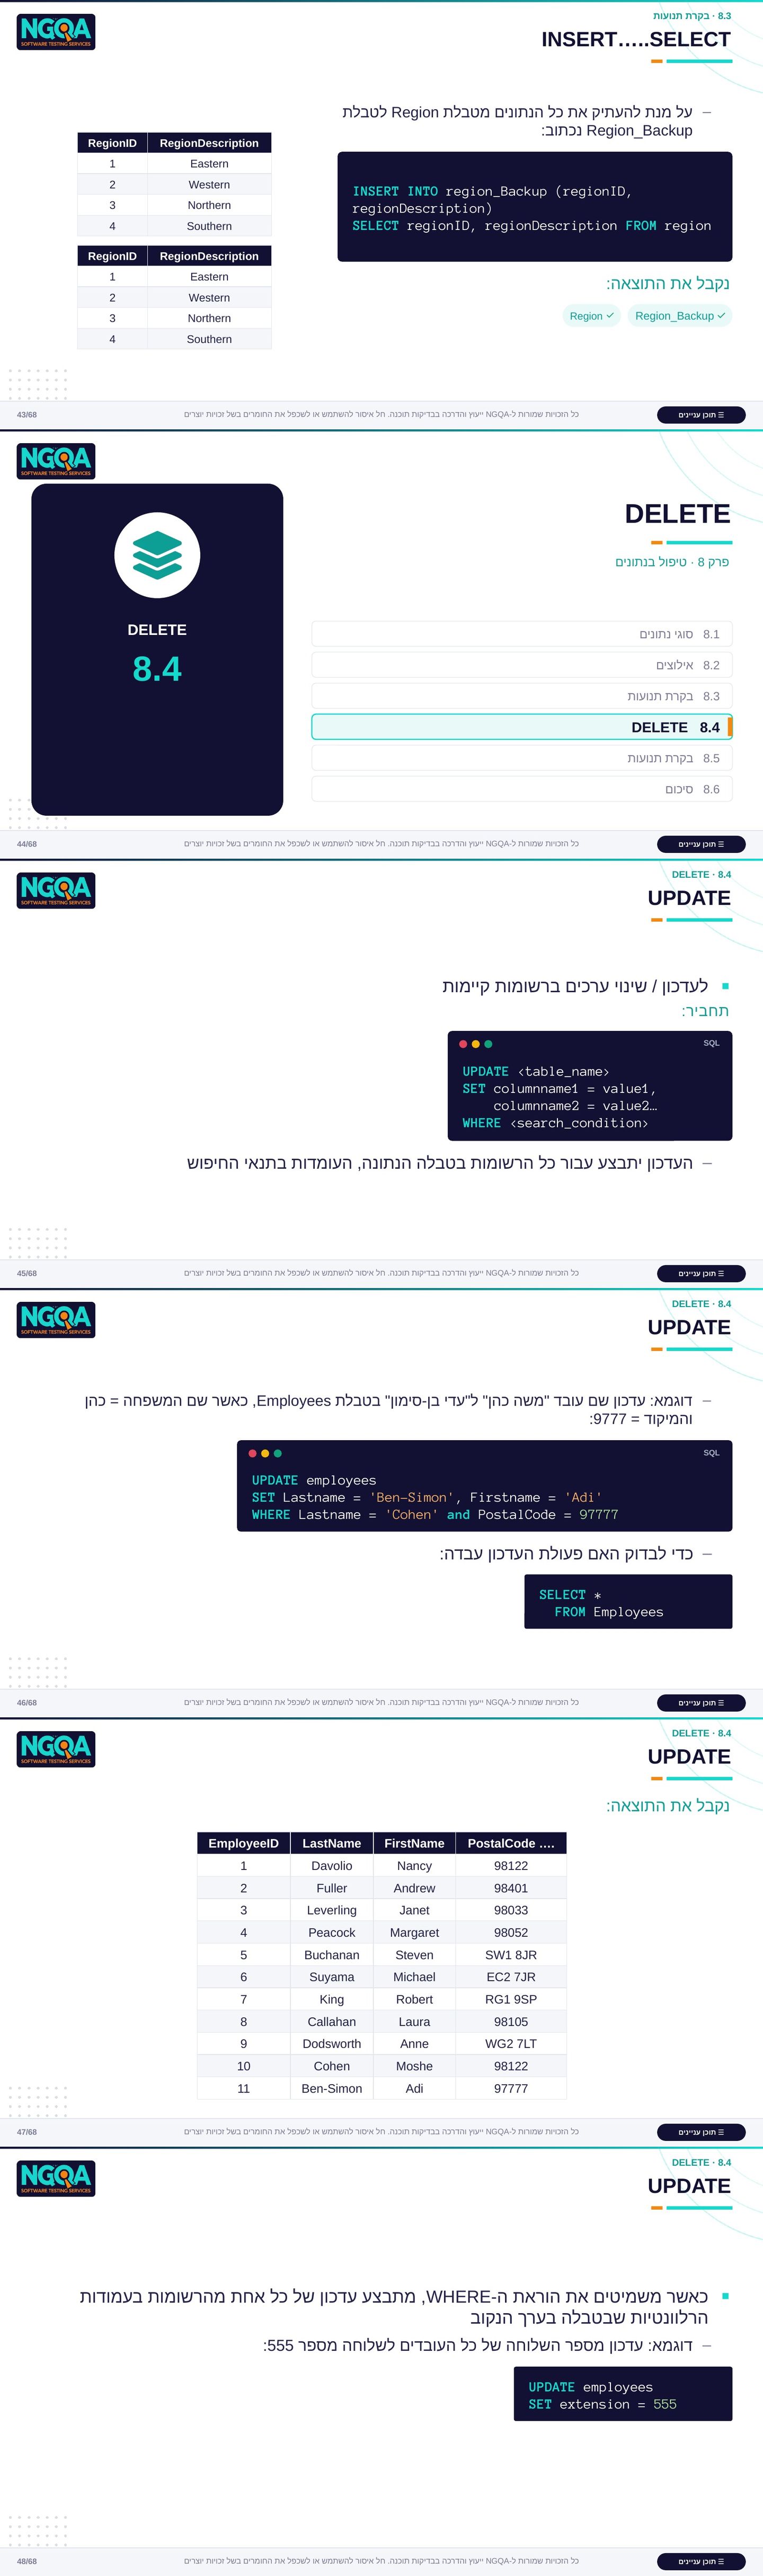 NGQA
SOFTWARE TESTING SERVICES
8.3 · בקרת תנועות
INSERT…..SELECT
– על מנת להעתיק את כל הנתונים מטבלת Region לטבלת
Region_Backup נכתוב:
INSERT INTO region_Backup (regionID,
regionDescription)
SELECT regionID, regionDescription FROM region
נקבל את התוצאה:
Region_Backup ✓ Region ✓
RegionID RegionDescription
1 Eastern
2 Western
3 Northern
4 Southern
RegionID RegionDescription
1 Eastern
2 Western
3 Northern
4 Southern
☰ תוכן עניינים
כל הזכויות שמורות ל-NGQA ייעוץ והדרכה בבדיקות תוכנה. חל איסור להשתמש או לשכפל את החומרים בשל זכויות יוצרים
43/68
NGQA
SOFTWARE TESTING SERVICES
DELETE
פרק 8 · טיפול בנתונים
DELETE
8.4
8.1 סוגי נתונים
8.2 אילוצים
8.3 בקרת תנועות
8.4 DELETE
8.5 בקרת תנועות
8.6 סיכום
☰ תוכן עניינים
כל הזכויות שמורות ל-NGQA ייעוץ והדרכה בבדיקות תוכנה. חל איסור להשתמש או לשכפל את החומרים בשל זכויות יוצרים
44/68
NGQA
SOFTWARE TESTING SERVICES
8.4 · DELETE
UPDATE
לעדכון / שינוי ערכים ברשומות קיימות
תחביר:
SQL
UPDATE <table_name>
SET columnname1 = value1,
columnname2 = value2…
WHERE <search_condition>
– העדכון יתבצע עבור כל הרשומות בטבלה הנתונה, העומדות בתנאי החיפוש
☰ תוכן עניינים
כל הזכויות שמורות ל-NGQA ייעוץ והדרכה בבדיקות תוכנה. חל איסור להשתמש או לשכפל את החומרים בשל זכויות יוצרים
45/68
NGQA
SOFTWARE TESTING SERVICES
8.4 · DELETE
UPDATE
– דוגמא: עדכון שם עובד "משה כהן" ל"עדי בן-סימון" בטבלת Employees, כאשר שם המשפחה = כהן
והמיקוד = 9777:
SQL
UPDATE employees
SET Lastname = 'Ben-Simon', Firstname = 'Adi'
WHERE Lastname = 'Cohen' and PostalCode = 97777
– כדי לבדוק האם פעולת העדכון עבדה:
SELECT *
FROM Employees
☰ תוכן עניינים
כל הזכויות שמורות ל-NGQA ייעוץ והדרכה בבדיקות תוכנה. חל איסור להשתמש או לשכפל את החומרים בשל זכויות יוצרים
46/68
NGQA
SOFTWARE TESTING SERVICES
8.4 · DELETE
UPDATE
נקבל את התוצאה:
EmployeeID LastName FirstName PostalCode ….
1 Davolio Nancy 98122
2 Fuller Andrew 98401
3 Leverling Janet 98033
4 Peacock Margaret 98052
5 Buchanan Steven SW1 8JR
6 Suyama Michael EC2 7JR
7 King Robert RG1 9SP
8 Callahan Laura 98105
9 Dodsworth Anne WG2 7LT
10 Cohen Moshe 98122
11 Ben-Simon Adi 97777
☰ תוכן עניינים
כל הזכויות שמורות ל-NGQA ייעוץ והדרכה בבדיקות תוכנה. חל איסור להשתמש או לשכפל את החומרים בשל זכויות יוצרים
47/68
NGQA
SOFTWARE TESTING SERVICES
8.4 · DELETE
UPDATE
כאשר משמיטים את הוראת ה-WHERE, מתבצע עדכון של כל אחת מהרשומות בעמודות
הרלוונטיות שבטבלה בערך הנקוב
– דוגמא: עדכון מספר השלוחה של כל העובדים לשלוחה מספר 555:
UPDATE employees
SET extension = 555
☰ תוכן עניינים
כל הזכויות שמורות ל-NGQA ייעוץ והדרכה בבדיקות תוכנה. חל איסור להשתמש או לשכפל את החומרים בשל זכויות יוצרים
48/68